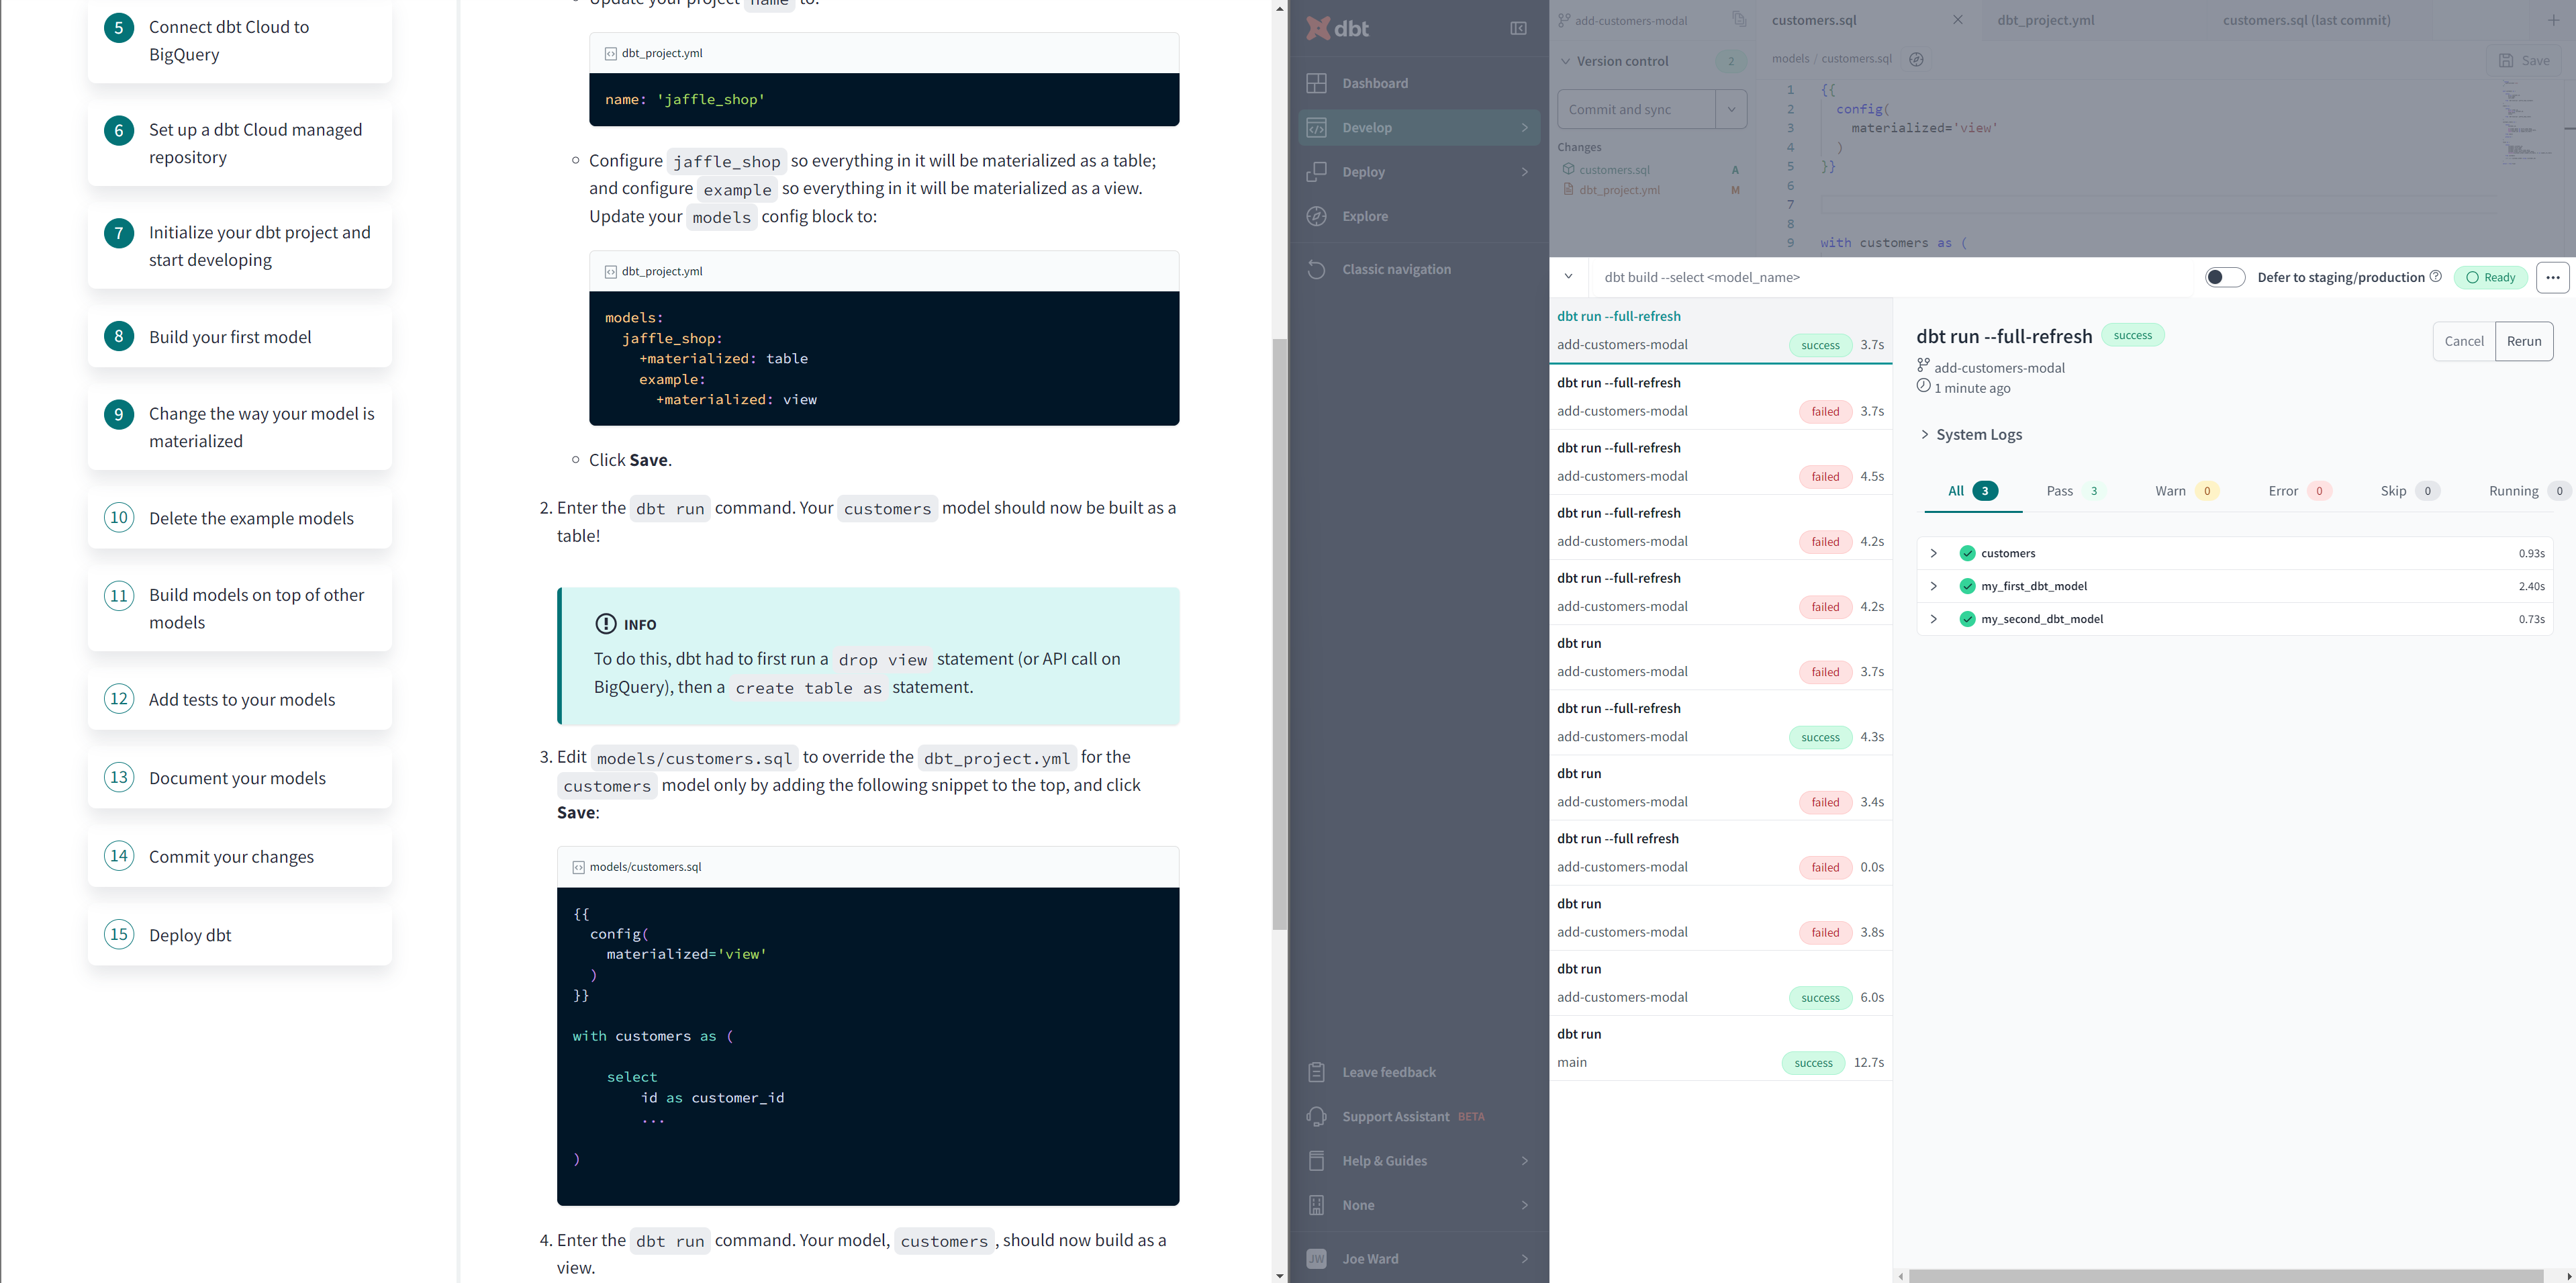 5 Connect dbt Cloud to
BigQuery
6 Set up a dbt Cloud managed
repository
7 Initialize your dbt project and
start developing
8 Build your first model
9 Change the way your model is
materialized
10 Delete the example models
11 Build models on top of other
models
12 Add tests to your models
13 Document your models
14 Commit your changes
15 Deploy dbt
Update your project name to:
dbt_project.yml
name: 'jaffle_shop'
Configure jaffle_shop so everything in it will be materialized as a table;
and configure example so everything in it will be materialized as a view.
Update your models config block to:
dbt_project.yml
models:
jaffle_shop:
+materialized: table
example:
+materialized: view
Click Save.
2. Enter the dbt run command. Your customers model should now be built as a
table!
INFO
To do this, dbt had to first run a drop view statement (or API call on
BigQuery), then a create table as statement.
3. Edit models/customers.sql to override the dbt_project.yml for the
customers model only by adding the following snippet to the top, and click
Save:
models/customers.sql
{{
config(
materialized='view'
)
}}
with customers as (
select
id as customer_id
...
)
4. Enter the dbt run command. Your model, customers, should now build as a
view.
dbt
Dashboard
Develop
Deploy
Explore
Classic navigation
Leave feedback
Support Assistant BETA
Help & Guides
None
JW Joe Ward
add-customers-modal
Version control 2
Commit and sync
Changes
customers.sql A
dbt_project.yml M
customers.sql
dbt_project.yml
customers.sql (last commit)
models / customers.sql
Save
1 {{
2 config(
3 materialized='view'
4 )
5 }}
6
7
8
9 with customers as (
dbt build --select <model_name>
Defer to staging/production
Ready
dbt run --full-refresh
add-customers-modal success 3.7s
dbt run --full-refresh
add-customers-modal failed 3.7s
dbt run --full-refresh
add-customers-modal failed 4.5s
dbt run --full-refresh
add-customers-modal failed 4.2s
dbt run --full-refresh
add-customers-modal failed 4.2s
dbt run
add-customers-modal failed 3.7s
dbt run --full-refresh
add-customers-modal success 4.3s
dbt run
add-customers-modal failed 3.4s
dbt run --full refresh
add-customers-modal failed 0.0s
dbt run
add-customers-modal failed 3.8s
dbt run
add-customers-modal success 6.0s
dbt run
main success 12.7s
dbt run --full-refresh success
add-customers-modal
1 minute ago
Cancel
Rerun
System Logs
All 3 Pass 3 Warn 0 Error 0 Skip 0 Running 0
customers 0.93s
my_first_dbt_model 2.40s
my_second_dbt_model 0.73s